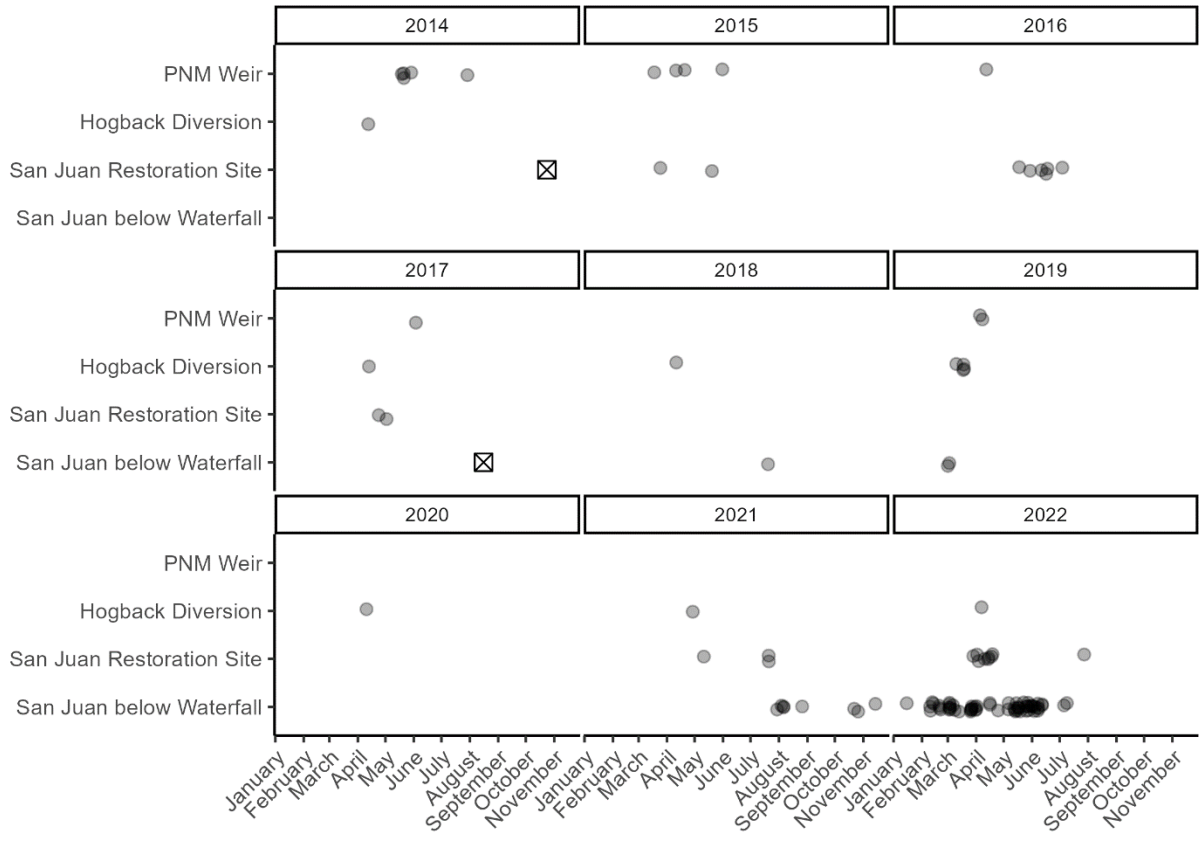 2014 2015 2016
PNM Weir
Hogback Diversion
San Juan Restoration Site
San Juan below Waterfall
2017 2018 2019
PNM Weir
Hogback Diversion
San Juan Restoration Site
San Juan below Waterfall
2020 2021 2022
PNM Weir
Hogback Diversion
San Juan Restoration Site
San Juan below Waterfall
January February March April May June July August September October November January February March April May June July August September October November January February March April May June July August September October November